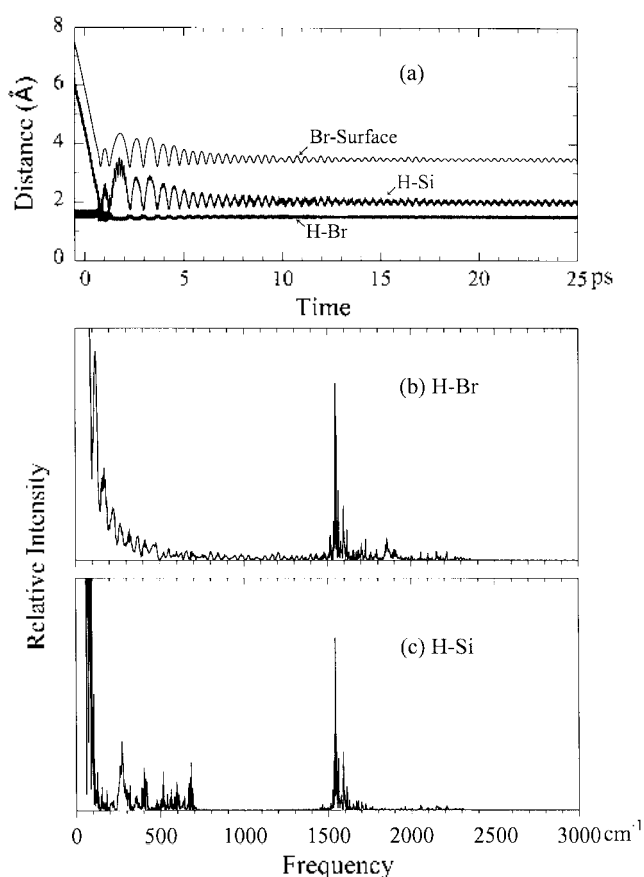 8
(a)
6
Distance (Å)
4
Br-Surface
H-Si
2
H-Br
0
0 5 10 15 20 25 ps
Time
(b) H-Br
Relative Intensity
(c) H-Si
0 500 1000 1500 2000 2500 3000 cm-1
Frequency